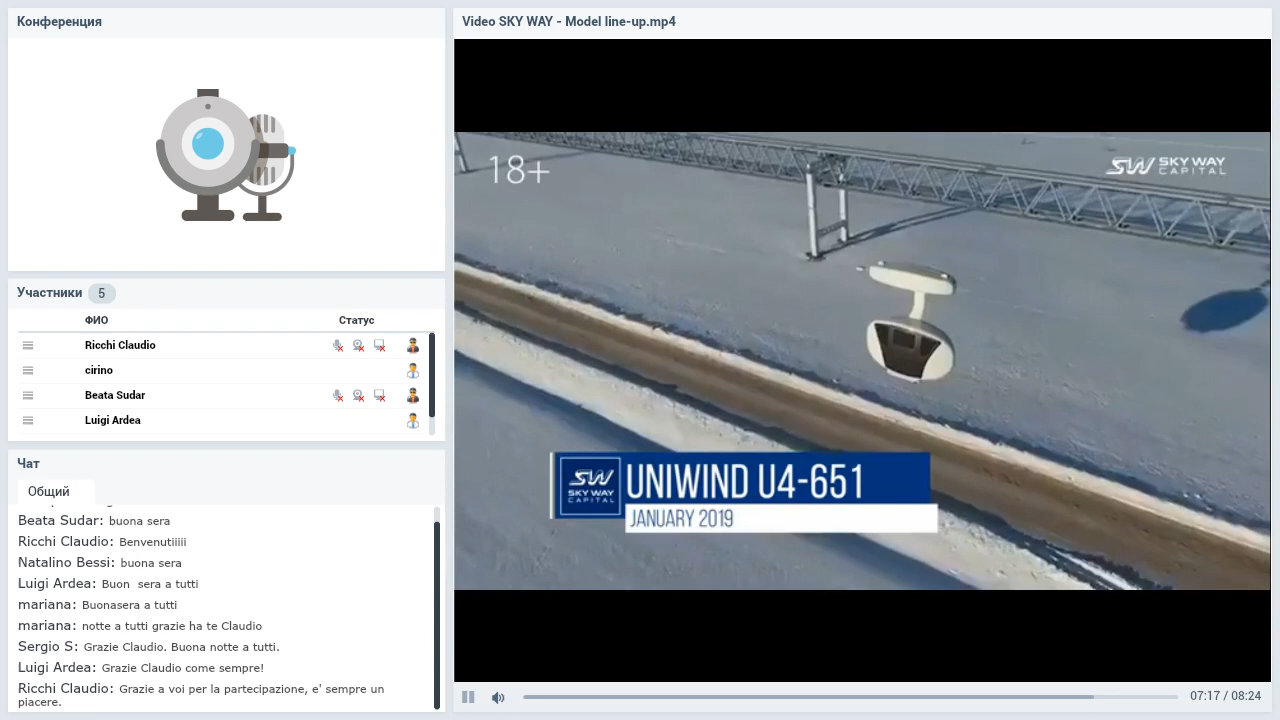 Конференция
Video SKY WAY - Model line-up.mp4
18+
SW SKY WAY
CAPITAL
Участники 5
ФИО Статус
Ricchi Claudio
cirino
Beata Sudar
Luigi Ardea
Чат
Общий
Beata Sudar: buona sera
Ricchi Claudio: Benvenutiiiii
Natalino Bessi: buona sera
Luigi Ardea: Buon  sera a tutti
mariana: Buonasera a tutti
mariana: notte a tutti grazie ha te Claudio
Sergio S: Grazie Claudio. Buona notte a tutti.
Luigi Ardea: Grazie Claudio come sempre!
Ricchi Claudio: Grazie a voi per la partecipazione, e' sempre un
piacere.
SW
SKY WAY
CAPITAL
UNIWIND U4-651
JANUARY 2019
07:17 / 08:24